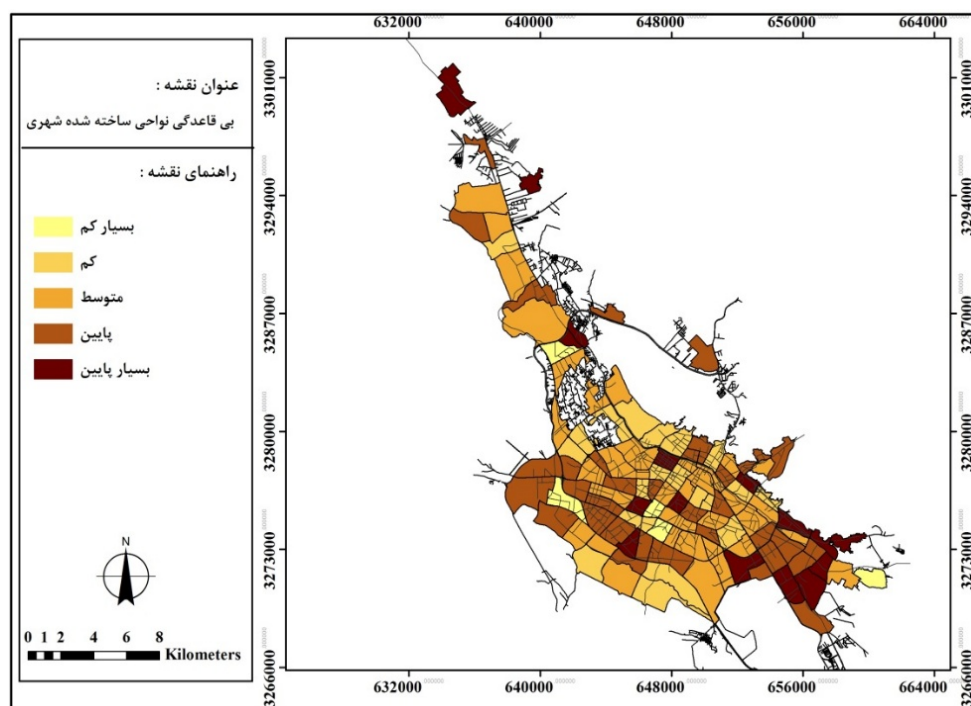 632000 640000 648000 656000 664000
عنوان نقشه :
بی قاعدگی نواحی ساخته شده شهری
راهنمای نقشه :
بسیار کم
کم
متوسط
پایین
بسیار پایین
N
0 1 2 4 6 8
Kilometers
3301000
3294000
3287000
3280000
3273000
3266000
3301000
3294000
3287000
3280000
3273000
3266000
632000 640000 648000 656000 664000